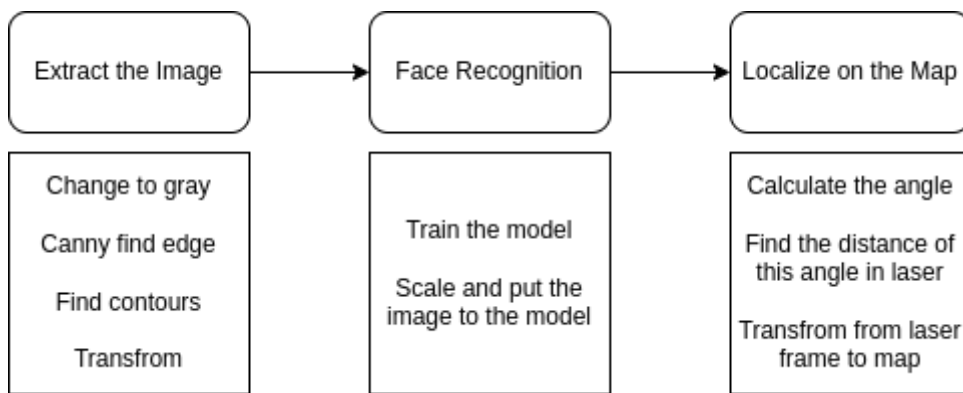 Extract the Image
Face Recognition
Localize on the Map
Change to gray
Canny find edge
Find contours
Transfrom
Train the model
Scale and put the
image to the model
Calculate the angle
Find the distance of
this angle in laser
Transfrom from laser
frame to map